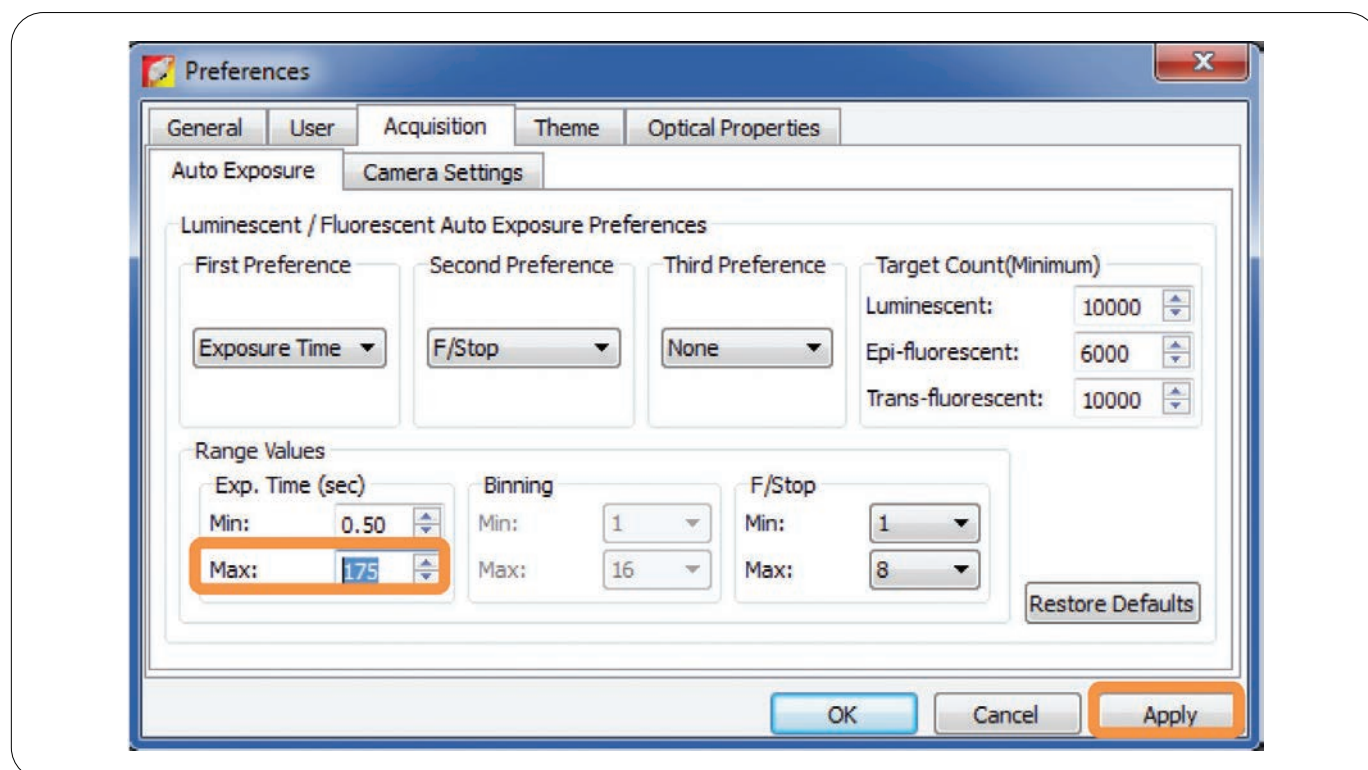 Preferences
General User Acquisition Theme Optical Properties
Auto Exposure Camera Settings
Luminescent / Fluorescent Auto Exposure Preferences
First Preference Second Preference Third Preference Target Count(Minimum)
Luminescent: 10000
Exposure Time F/Stop None Epi-fluorescent: 6000
Trans-fluorescent: 10000
Range Values
Exp. Time (sec) Binning F/Stop
Min: 0.50 Min: 1 Min: 1
Max: 175 Max: 16 Max: 8
Restore Defaults
OK Cancel Apply